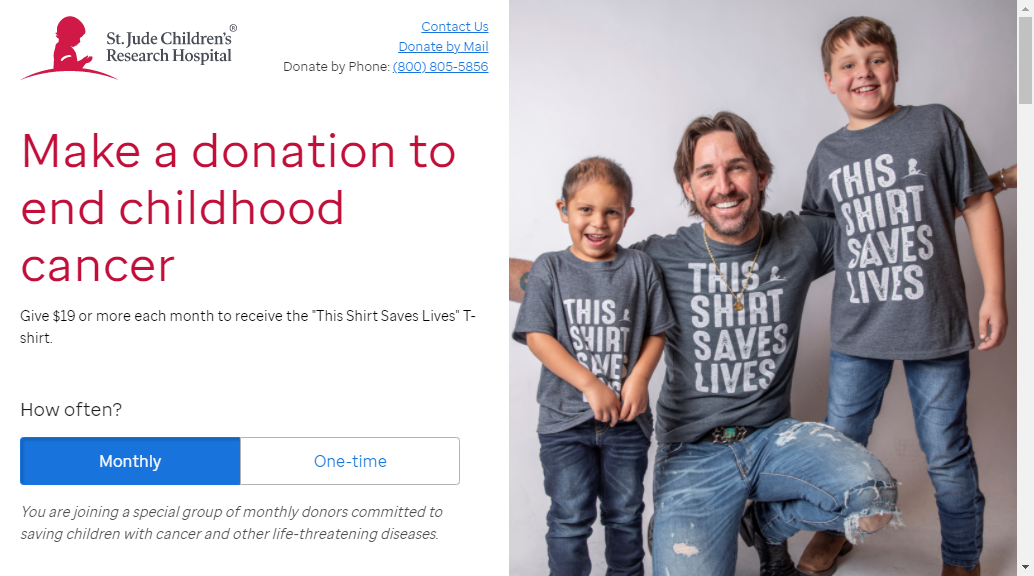 St. Jude Children's®
Research Hospital
Contact Us
Donate by Mail
Donate by Phone: (800) 805-5856
Make a donation to
end childhood
cancer
Give $19 or more each month to receive the "This Shirt Saves Lives" T-
shirt.
How often?
Monthly
One-time
You are joining a special group of monthly donors committed to
saving children with cancer and other life-threatening diseases.
THIS
SHIRT
SAVES
LIVES
THIS
SHIRT
SAVES
LIVES
THIS
SHIRT
SAVES